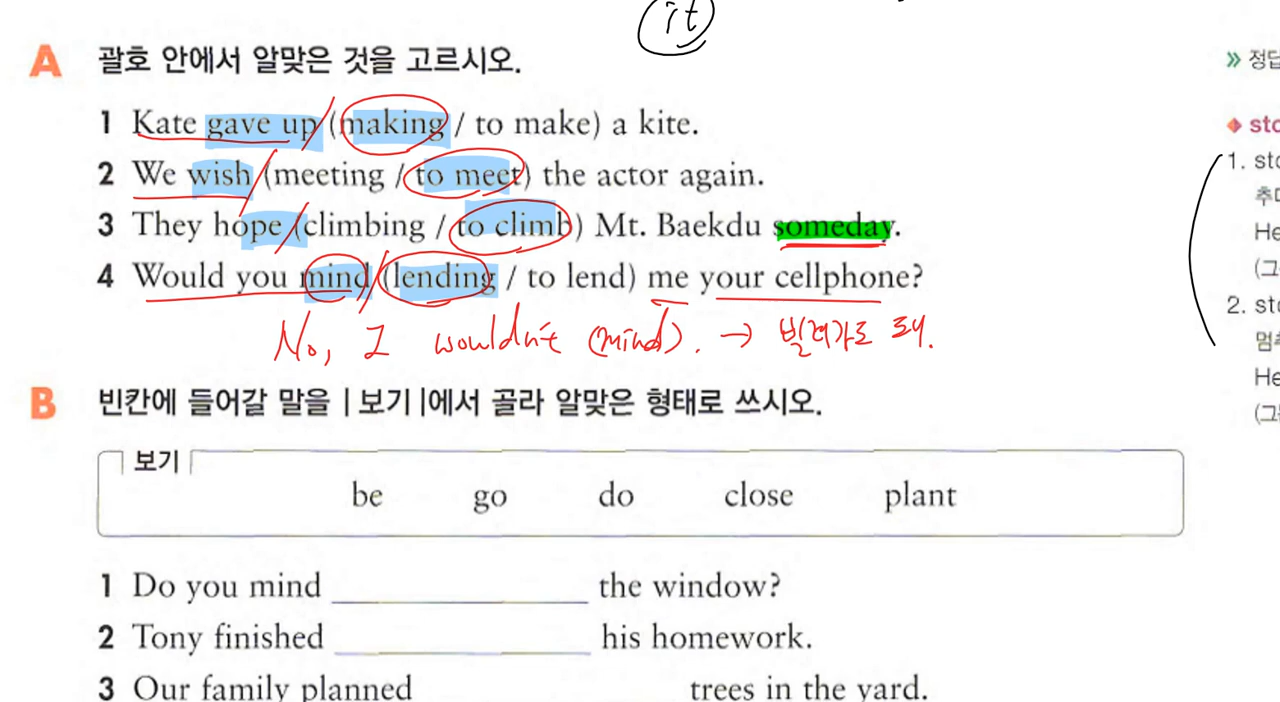 it
A 괄호 안에서 알맞은 것을 고르시오.
» 정답
1 Kate gave up (making / to make) a kite.
2 We wish (meeting / to meet) the actor again.
3 They hope (climbing / to climb) Mt. Baekdu someday.
4 Would you mind (lending / to lend) me your cellphone?
No, I wouldn't (mind). → 빌려가도 돼.
B 빈칸에 들어갈 말을 |보기|에서 골라 알맞은 형태로 쓰시오.
보기
be go do close plant
1 Do you mind the window?
2 Tony finished his homework.
3 Our family planned trees in the yard.
1.
He
(그
2.
He